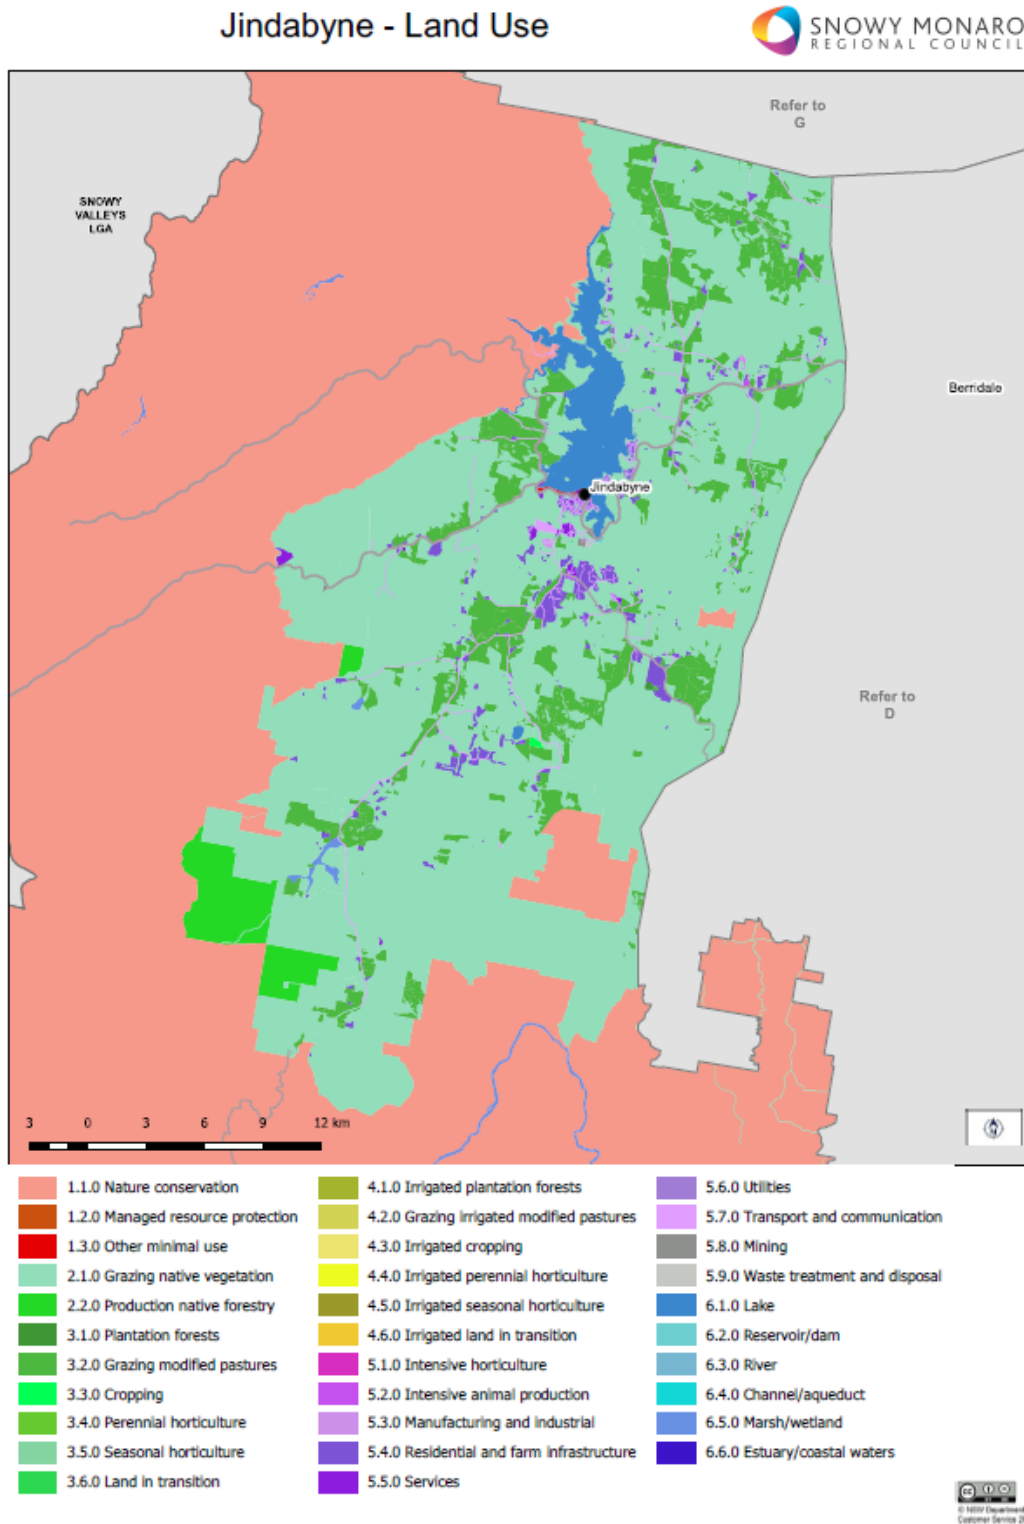 Jindabyne - Land Use
SNOWY MONARO
REGIONAL COUNCIL
Refer to
G
SNOWY
VALLEYS
LGA
Berridale
Jindabyne
Refer to
D
3 0 3 6 9 12 km
1.1.0 Nature conservation
1.2.0 Managed resource protection
1.3.0 Other minimal use
2.1.0 Grazing native vegetation
2.2.0 Production native forestry
3.1.0 Plantation forests
3.2.0 Grazing modified pastures
3.3.0 Cropping
3.4.0 Perennial horticulture
3.5.0 Seasonal horticulture
3.6.0 Land in transition
4.1.0 Irrigated plantation forests
4.2.0 Grazing irrigated modified pastures
4.3.0 Irrigated cropping
4.4.0 Irrigated perennial horticulture
4.5.0 Irrigated seasonal horticulture
4.6.0 Irrigated land in transition
5.1.0 Intensive horticulture
5.2.0 Intensive animal production
5.3.0 Manufacturing and industrial
5.4.0 Residential and farm infrastructure
5.5.0 Services
5.6.0 Utilities
5.7.0 Transport and communication
5.8.0 Mining
5.9.0 Waste treatment and disposal
6.1.0 Lake
6.2.0 Reservoir/dam
6.3.0 River
6.4.0 Channel/aqueduct
6.5.0 Marsh/wetland
6.6.0 Estuary/coastal waters
cc
© NSW Department
Customer Service